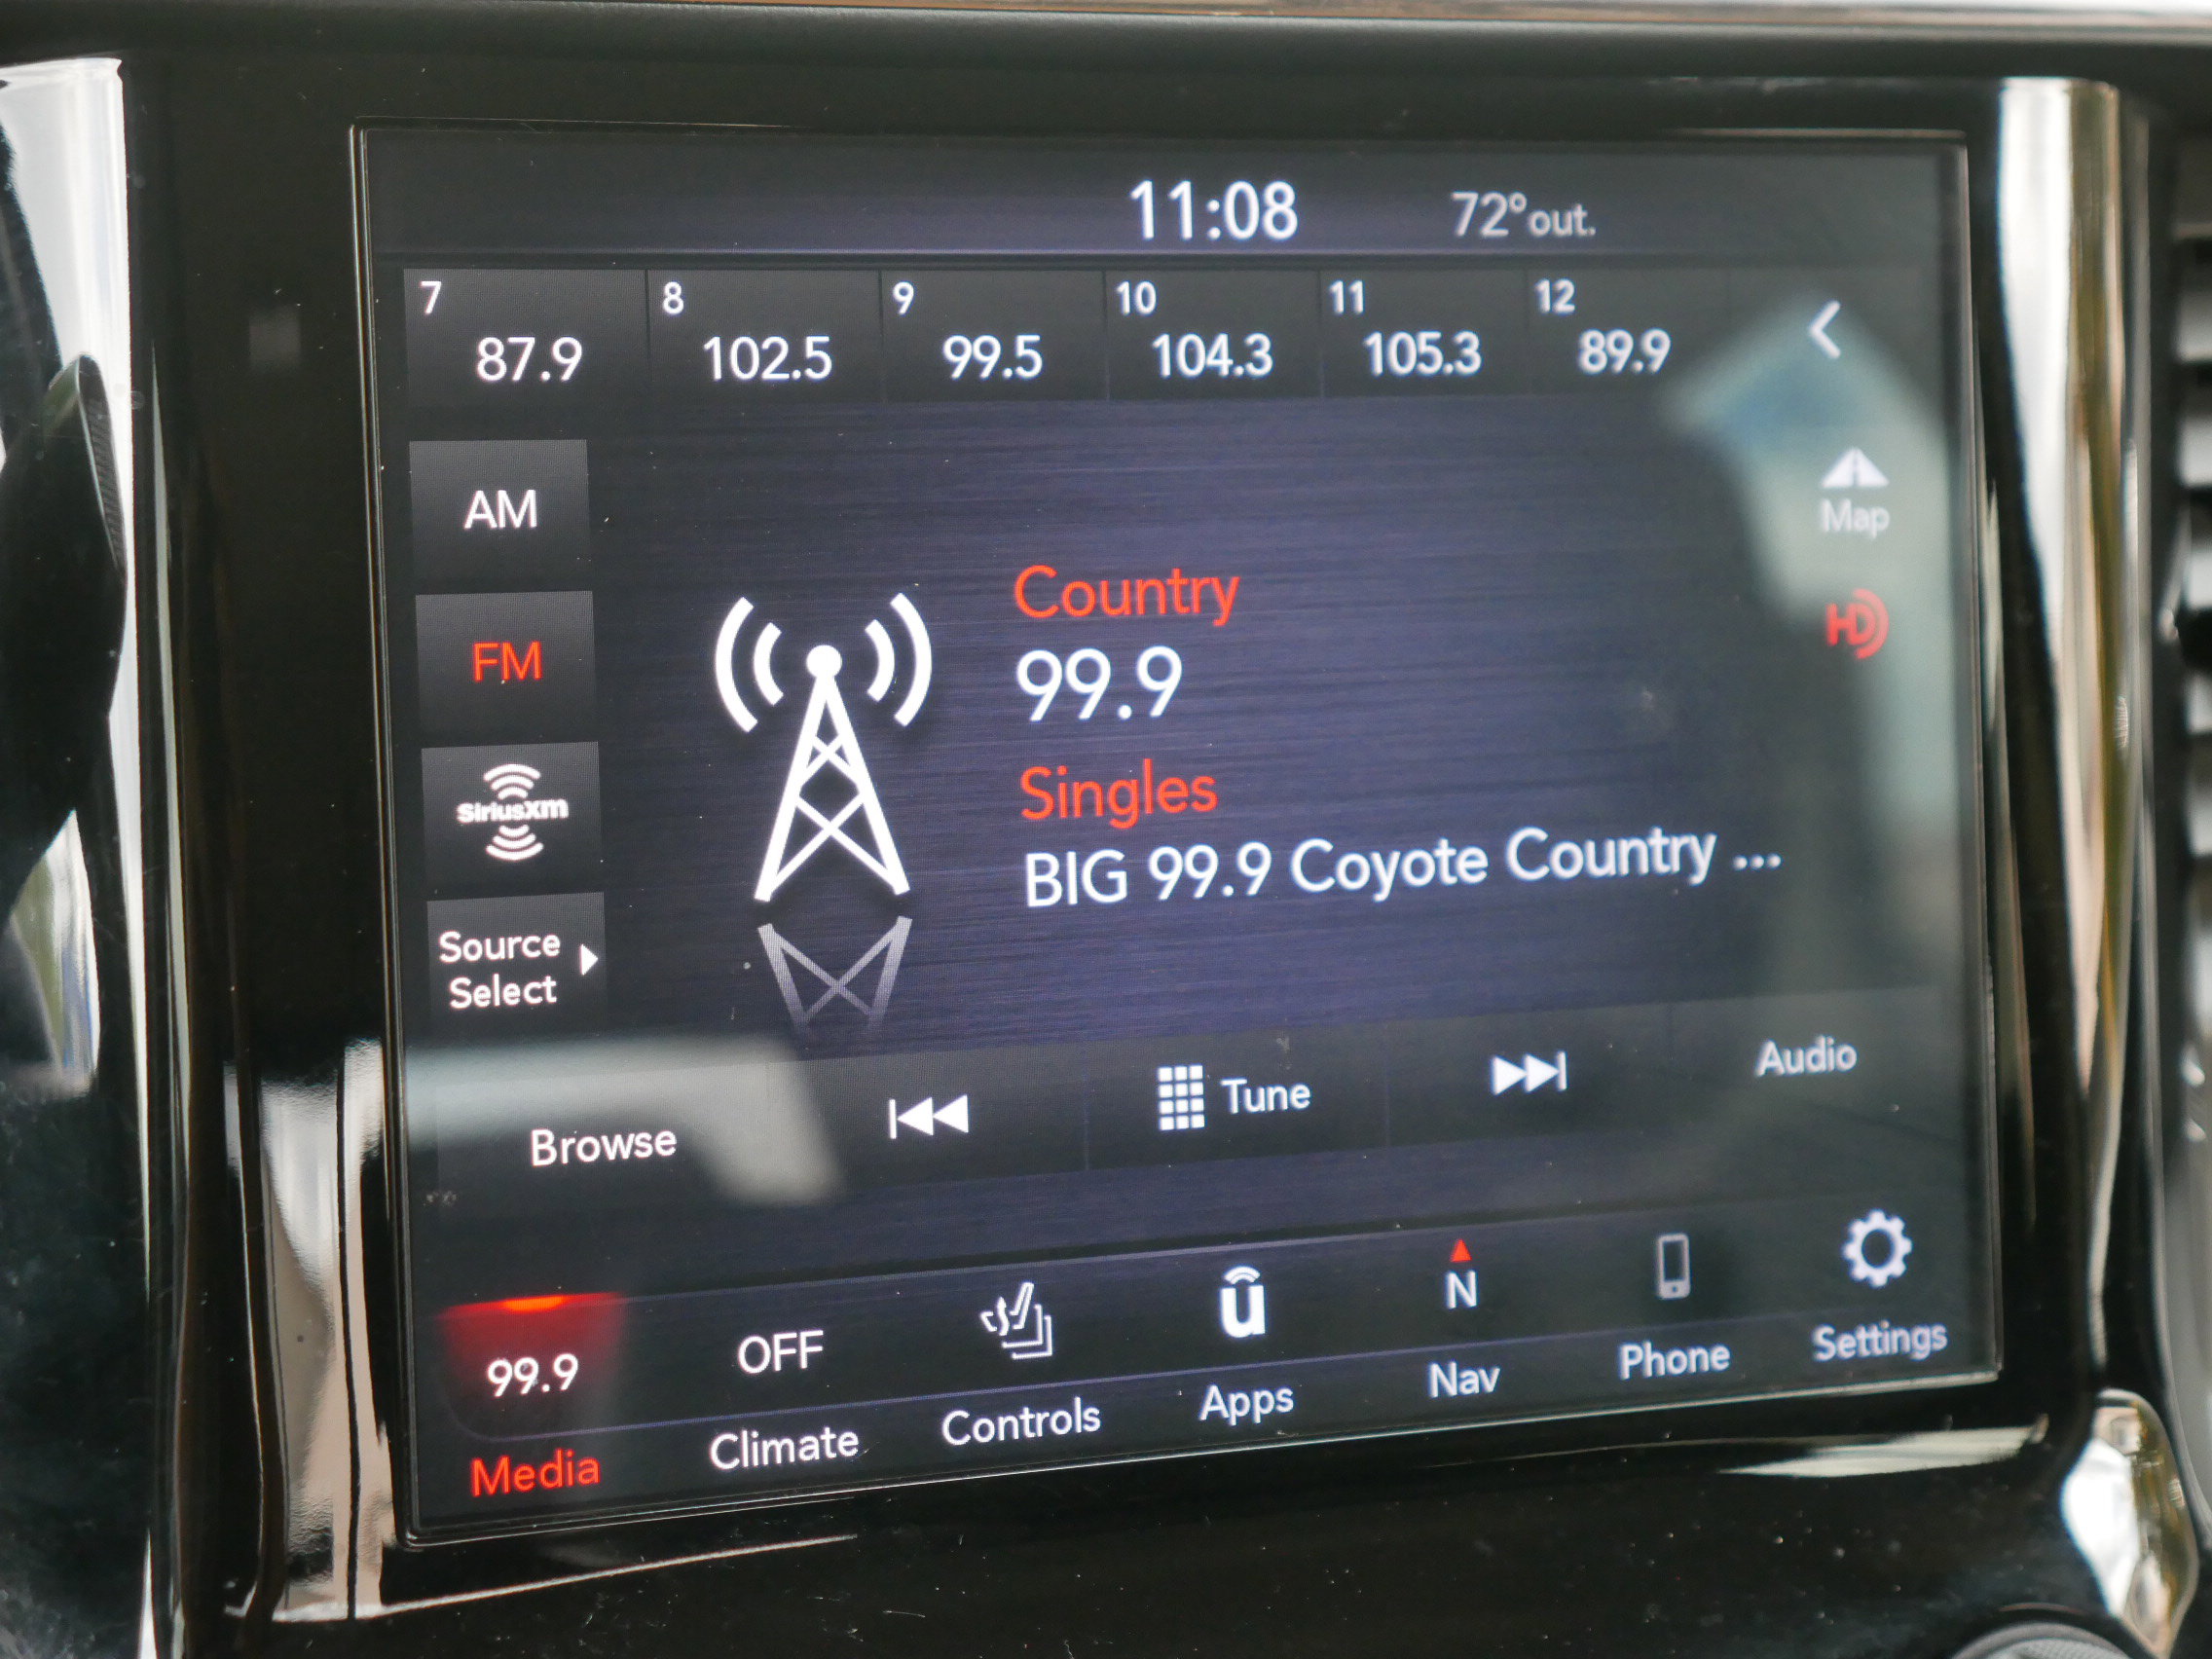 11:08 72°out.
7 8 9 10 11 12
87.9 102.5 99.5 104.3 105.3 89.9
AM
Map
Country
HD
FM
99.9
SiriusXM
Singles
BIG 99.9 Coyote Country ...
Source
Select
Browse Tune Audio
99.9 OFF u N
Media Climate Controls Apps Nav Phone Settings